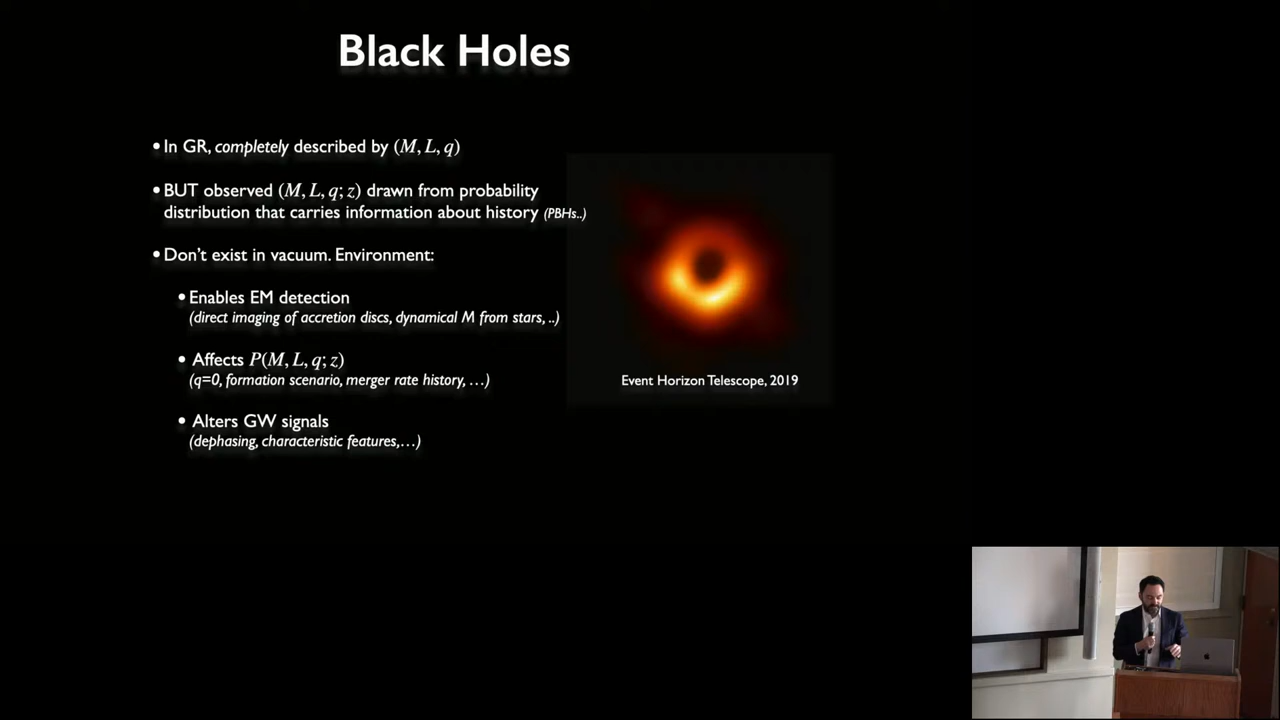 Black Holes
•In GR, completely described by (M, L, q)
•BUT observed (M, L, q; z) drawn from probability
distribution that carries information about history (PBHs..)
•Don't exist in vacuum. Environment:
•Enables EM detection
(direct imaging of accretion discs, dynamical M from stars, ..)
• Affects P(M, L, q; z)
(q=0, formation scenario, merger rate history, …)
• Alters GW signals
(dephasing, characteristic features,…)
Event Horizon Telescope, 2019